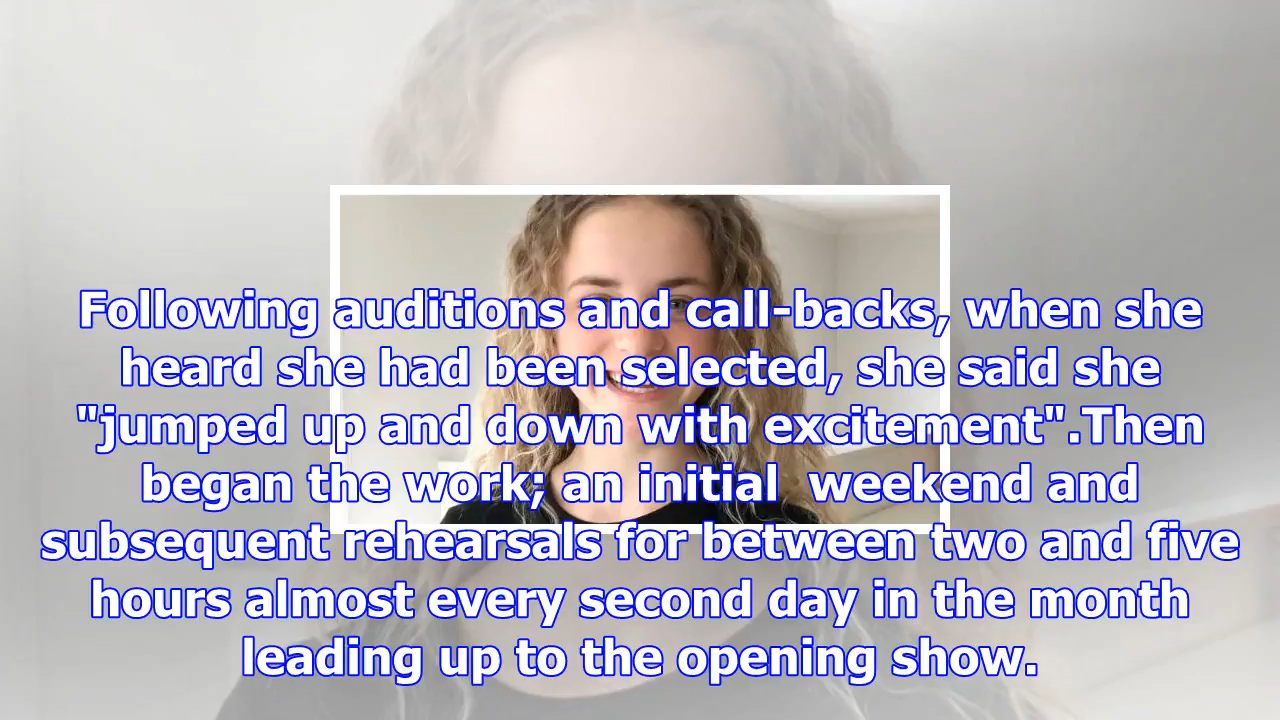 Following auditions and call-backs, when she
heard she had been selected, she said she
"jumped up and down with excitement".Then
began the work; an initial  weekend and
subsequent rehearsals for between two and five
hours almost every second day in the month
leading up to the opening show.